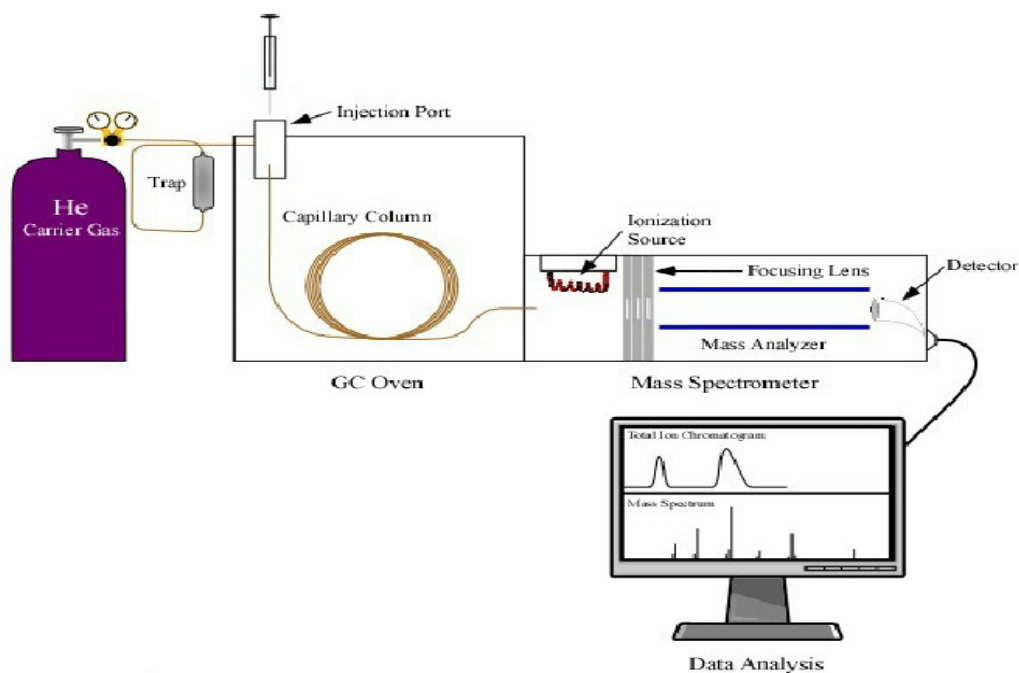 Injection Port
Trap
He
Carrier Gas
Capillary Column
Ionization
Source
Focusing Lens
Detector
Mass Analyzer
GC Oven
Mass Spectrometer
Total Ion Chromatogram
Mass Spectrum
Data Analysis